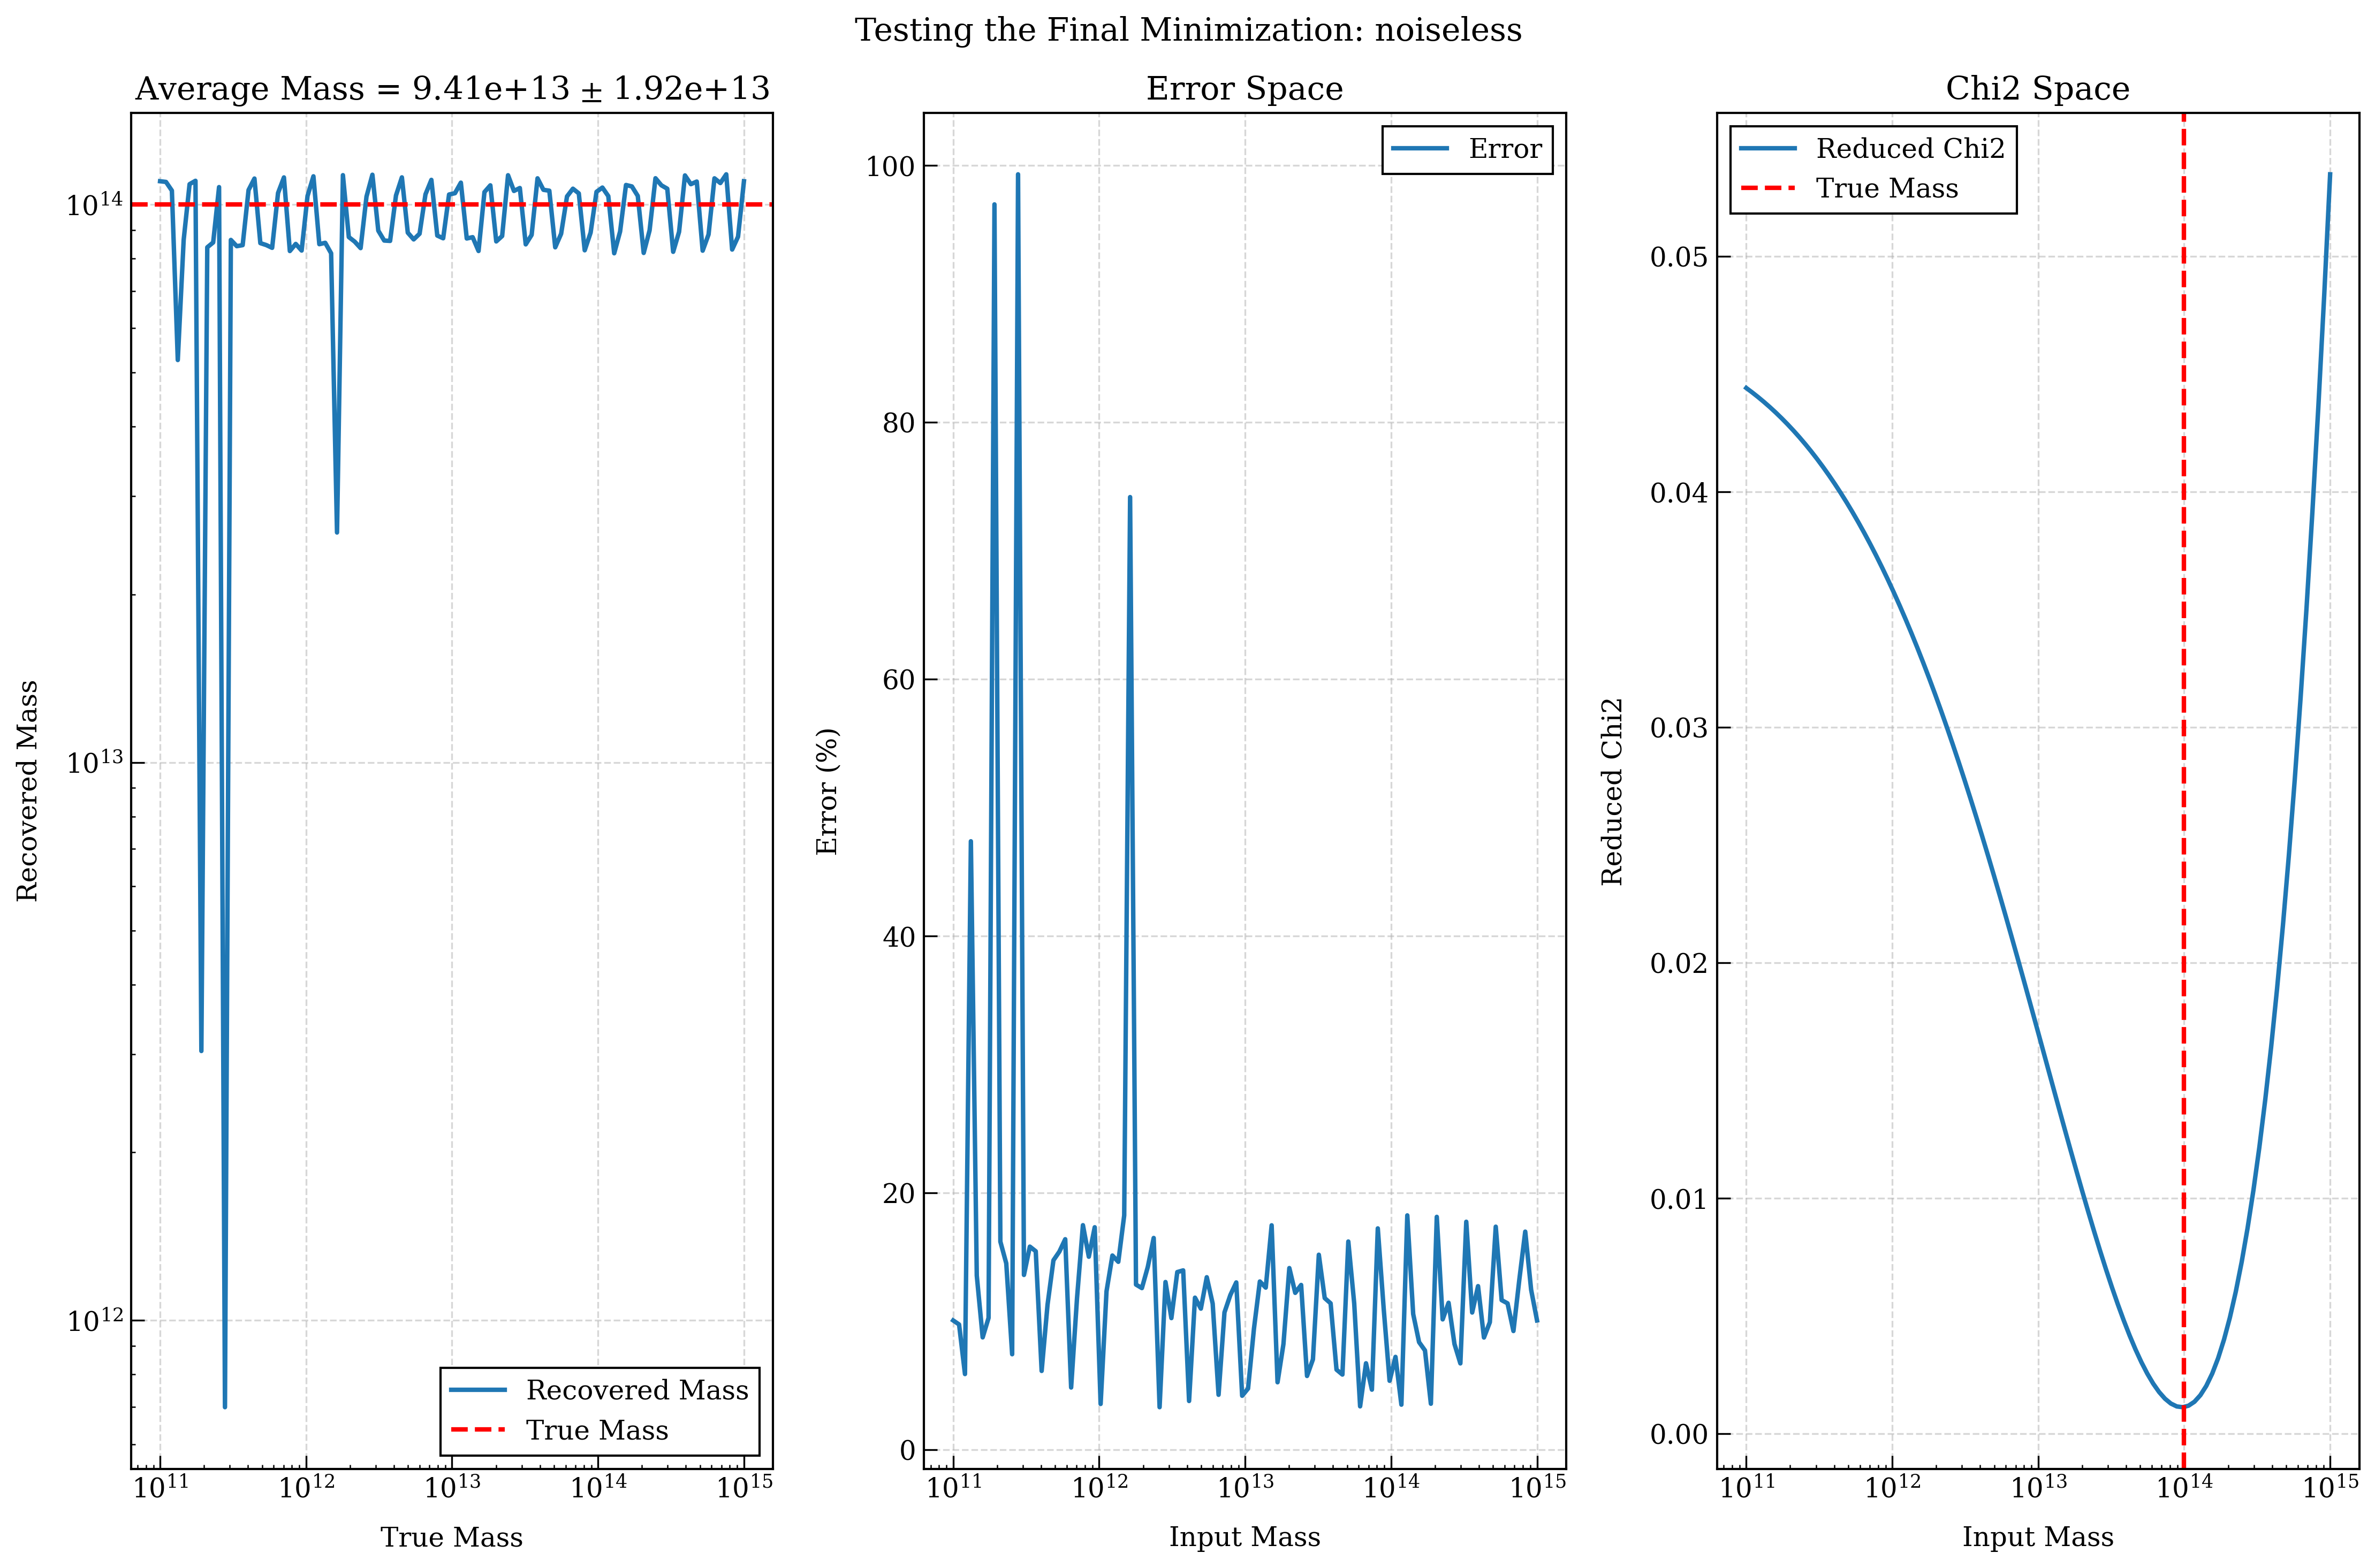 Testing the Final Minimization: noiseless
Average Mass = 9.41e+13 ± 1.92e+13
Recovered Mass
10^14
10^13
10^12
10^11
10^12
10^13
10^14
10^15
True Mass
Recovered Mass
True Mass
Error Space
Error (%)
100
80
60
40
20
0
10^11
10^12
10^13
10^14
10^15
Input Mass
Error
Chi2 Space
Reduced Chi2
0.05
0.04
0.03
0.02
0.01
0.00
10^11
10^12
10^13
10^14
10^15
Input Mass
Reduced Chi2
True Mass